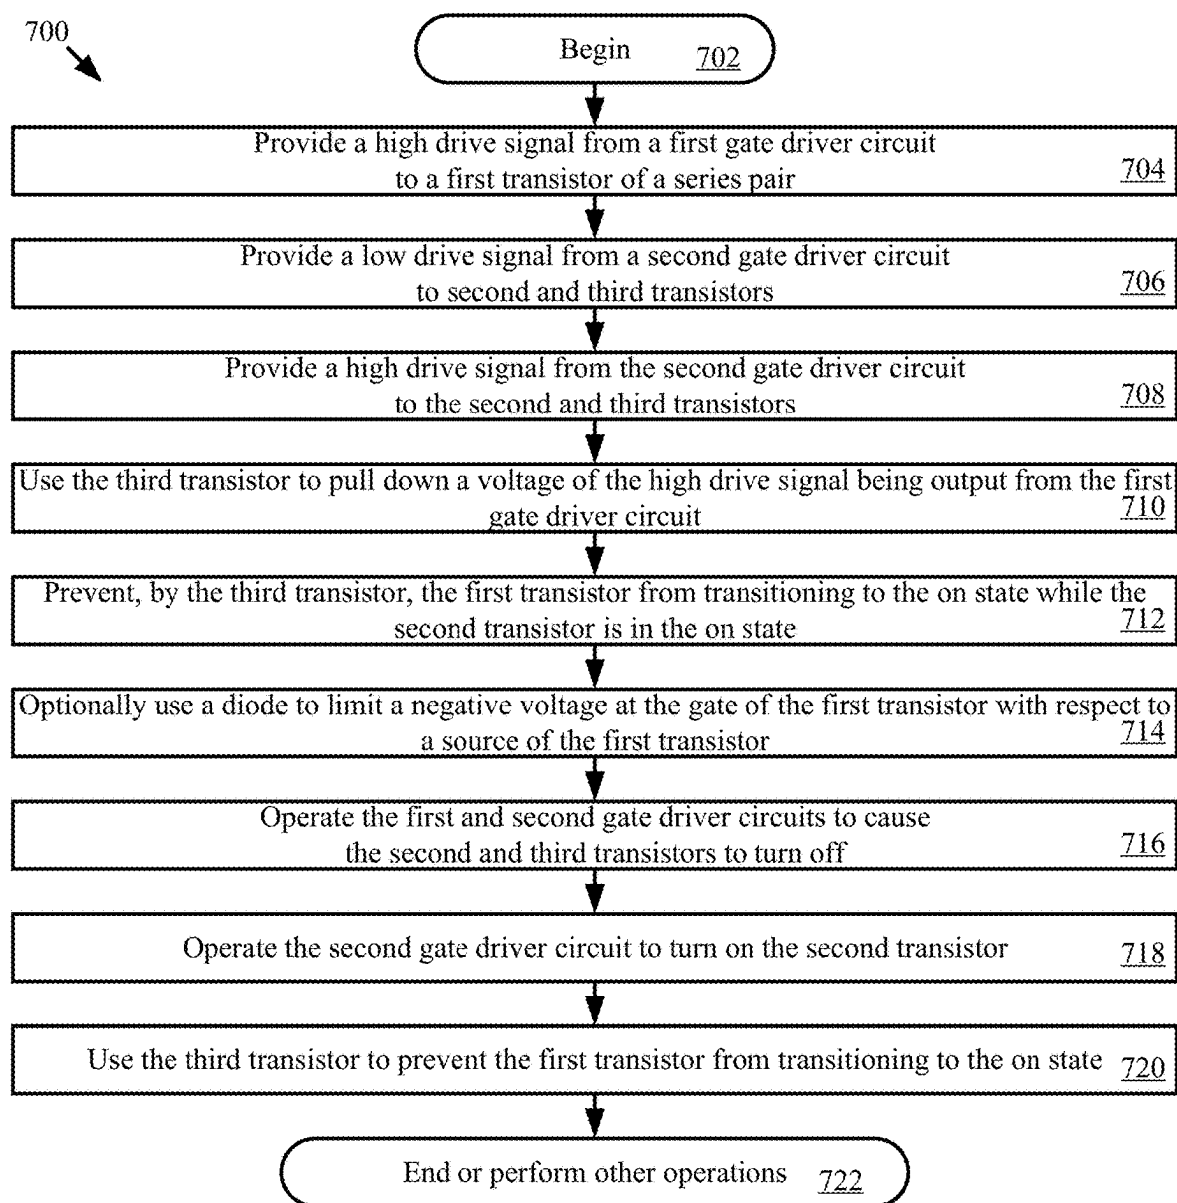 700
Begin 702
Provide a high drive signal from a first gate driver circuit
to a first transistor of a series pair 704
Provide a low drive signal from a second gate driver circuit
to second and third transistors 706
Provide a high drive signal from the second gate driver circuit
to the second and third transistors 708
Use the third transistor to pull down a voltage of the high drive signal being output from the first
gate driver circuit 710
Prevent, by the third transistor, the first transistor from transitioning to the on state while the
second transistor is in the on state 712
Optionally use a diode to limit a negative voltage at the gate of the first transistor with respect to
a source of the first transistor 714
Operate the first and second gate driver circuits to cause
the second and third transistors to turn off 716
Operate the second gate driver circuit to turn on the second transistor 718
Use the third transistor to prevent the first transistor from transitioning to the on state 720
End or perform other operations 722